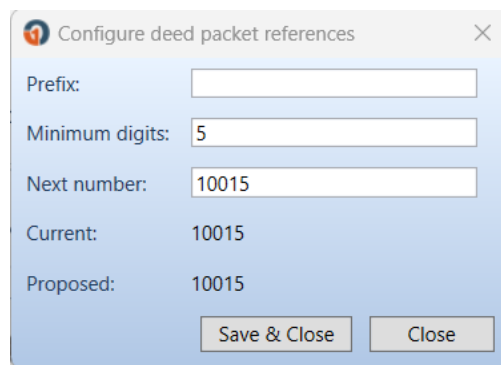 Configure deed packet references
Prefix:
Minimum digits: 5
Next number: 10015
Current: 10015
Proposed: 10015
Save & Close Close